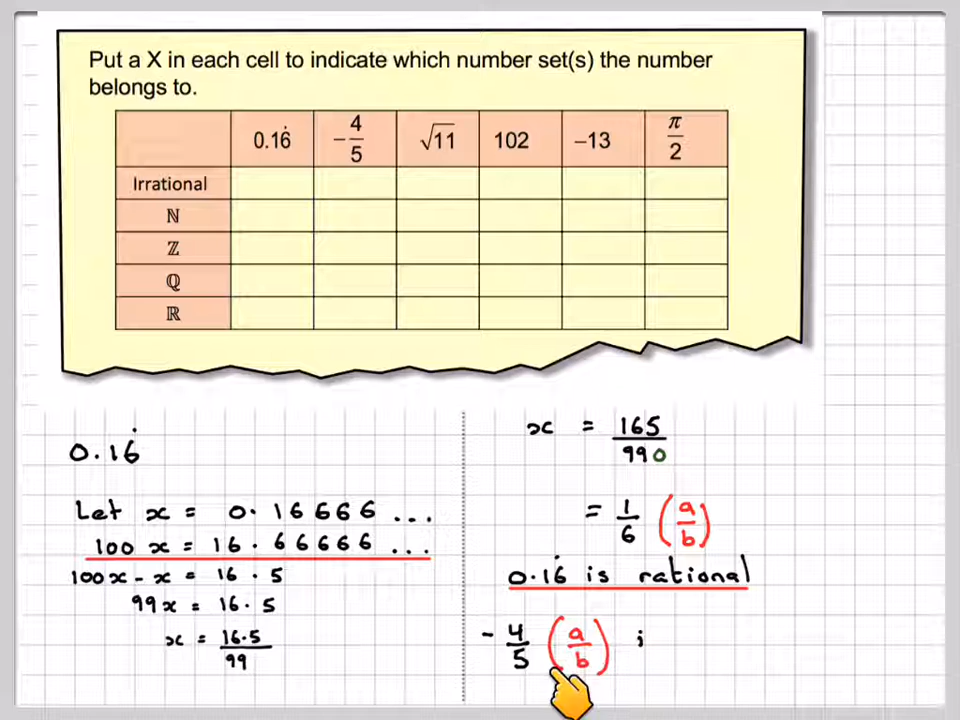 Put a X in each cell to indicate which number set(s) the number
belongs to.
0.16̇ −4/5 √11 102 –13 π/2
Irrational
ℕ
ℤ
ℚ
ℝ
0.16̇
Let x = 0.16666...
100x = 16.66666...
100x - x = 16.5
99x = 16.5
x = 16.5/99
x = 165/990
= 1/6 (a/b)
0.16̇ is rational
- 4/5 (a/b) i